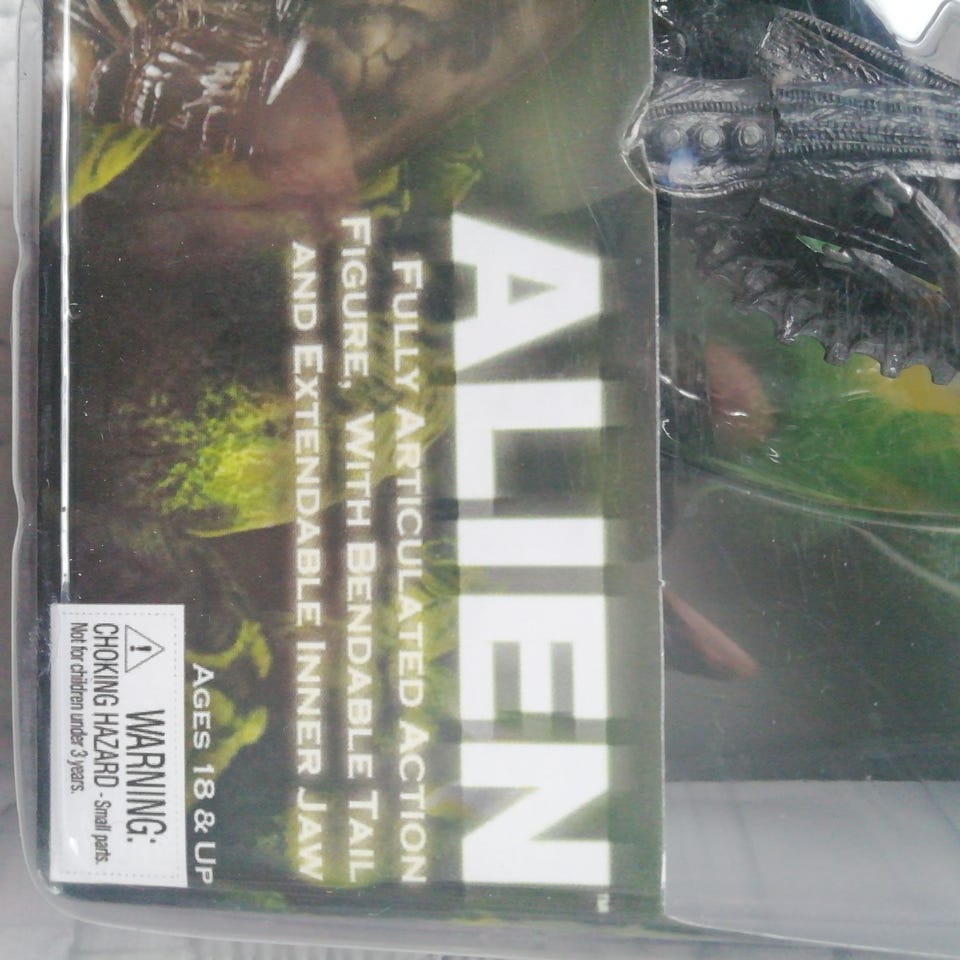 ALIEN™
FULLY ARTICULATED ACTION
FIGURE, WITH BENDABLE TAIL
AND EXTENDABLE INNER JAW
AGES 18 & UP
WARNING:
CHOKING HAZARD - Small parts.
Not for children under 3 years.